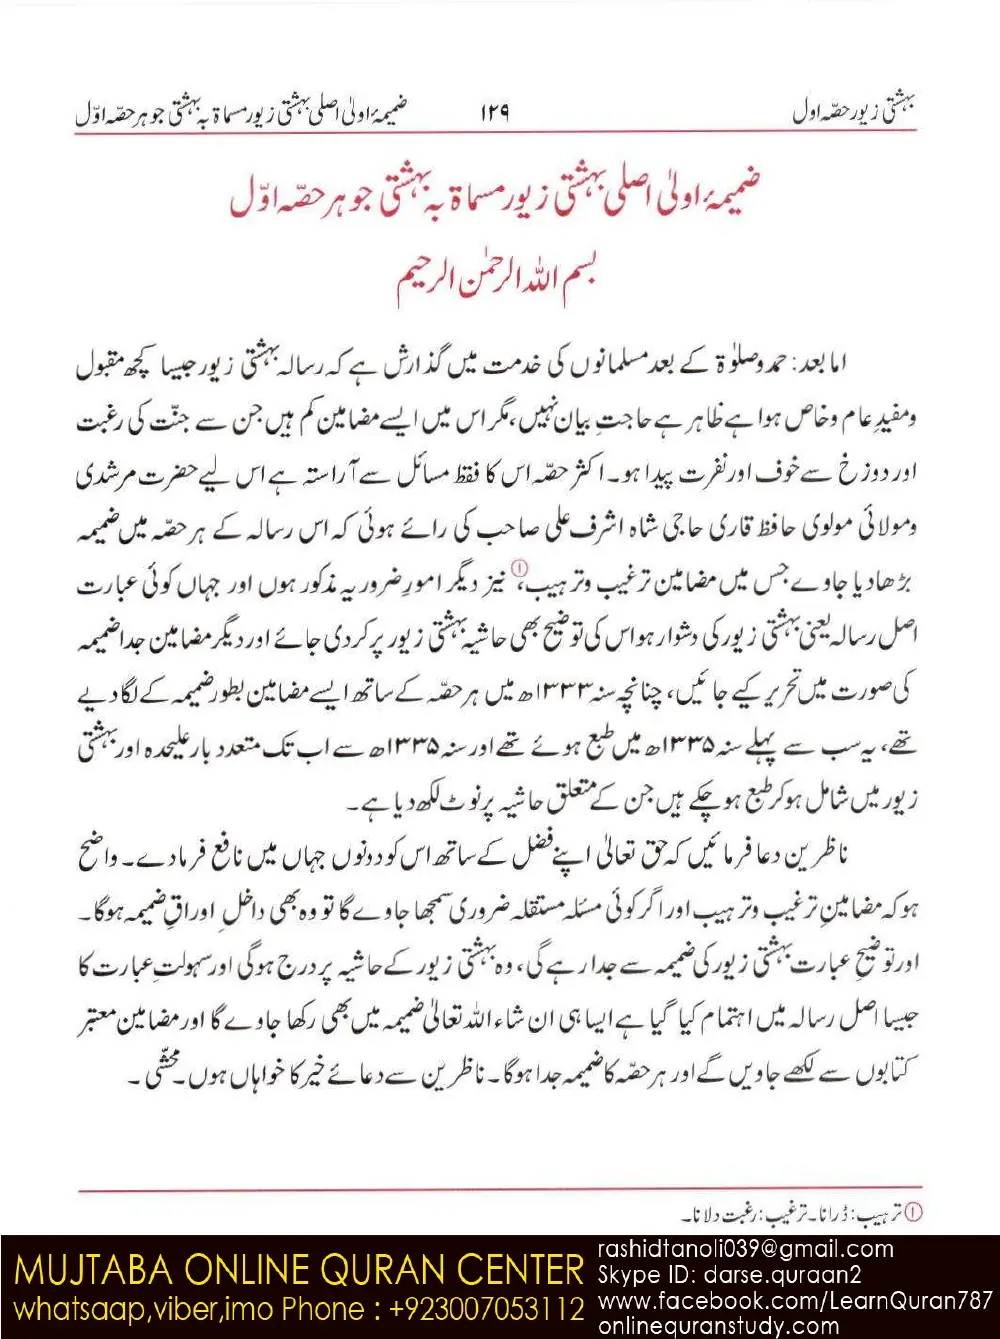 بہشتی زیور حصّہ اول ۱۲۹ ضمیمۂ اولیٰ اصلی بہشتی زیور مسماۃ بہ بہشتی جوہر حصّہ اوّل
ضمیمۂ اولیٰ اصلی بہشتی زیور مسماۃ بہ بہشتی جوہر حصّہ اوّل
بسم اللہ الرحمٰن الرحیم
اما بعد: حمد وصلوٰۃ کے بعد مسلمانوں کی خدمت میں گذارش ہے کہ رسالہ بہشتی زیور جیسا کچھ مقبول
ومفیدِ عام وخاص ہوا ہے ظاہر ہے حاجتِ بیان نہیں، مگر اس میں ایسے مضامین کم ہیں جن سے جنّت کی رغبت
اور دوزخ سے خوف اور نفرت پیدا ہو۔ اکثر حصّہ اس کا فقط مسائل سے آراستہ ہے اس لیے حضرت مرشدی
ومولائی مولوی حافظ قاری حاجی شاہ اشرف علی صاحب کی رائے ہوئی کہ اس رسالہ کے ہر حصّہ میں ضمیمہ
بڑھادیا جاوے جس میں مضامین ترغیب وترہیب،① نیز دیگر امورِ ضروریہ مذکور ہوں اور جہاں کوئی عبارت
اصل رسالہ یعنی بہشتی زیور کی دشوار ہو اس کی توضیح بھی حاشیہ بہشتی زیور پر کردی جائے اور دیگر مضامین جدا ضمیمہ
کی صورت میں تحریر کیے جائیں، چنانچہ سنہ ۱۳۳۳ھ میں ہر حصّہ کے ساتھ ایسے مضامین بطور ضمیمہ کے لگا دیے
تھے، یہ سب سے پہلے سنہ ۱۳۳۵ھ میں طبع ہوئے تھے اور سنہ ۱۳۳۵ھ سے اب تک متعدد بار علیحدہ اور بہشتی
زیور میں شامل ہوکر طبع ہوچکے ہیں جن کے متعلق حاشیہ پر نوٹ لکھ دیا ہے۔
ناظرین دعا فرمائیں کہ حق تعالیٰ اپنے فضل کے ساتھ اس کو دونوں جہاں میں نافع فرمادے۔ واضح
ہو کہ مضامینِ ترغیب وترہیب اور اگر کوئی مسئلہ مستقلہ ضروری سمجھا جاوے گا تو وہ بھی داخلِ اوراقِ ضمیمہ ہوگا۔
اور توضیحِ عبارت بہشتی زیور کی ضمیمہ سے جدا رہے گی، وہ بہشتی زیور کے حاشیہ پر درج ہوگی اور سہولتِ عبارت کا
جیسا اصل رسالہ میں اہتمام کیا گیا ہے ایسا ہی ان شاء اللہ تعالیٰ ضمیمہ میں بھی رکھا جاوے گا اور مضامین معتبر
کتابوں سے لکھے جاویں گے اور ہر حصّہ کا ضمیمہ جدا ہوگا۔ ناظرین سے دعائے خیر کا خواہاں ہوں۔ محشّی ۔
① ترہیب: ڈرانا۔ ترغیب: رغبت دلانا۔
MUJTABA ONLINE QURAN CENTER
whatsaap,viber,imo Phone : +923007053112
rashidtanoli039@gmail.com
Skype ID: darse.quraan2
www.facebook.com/LearnQuran787
onlinequranstudy.com